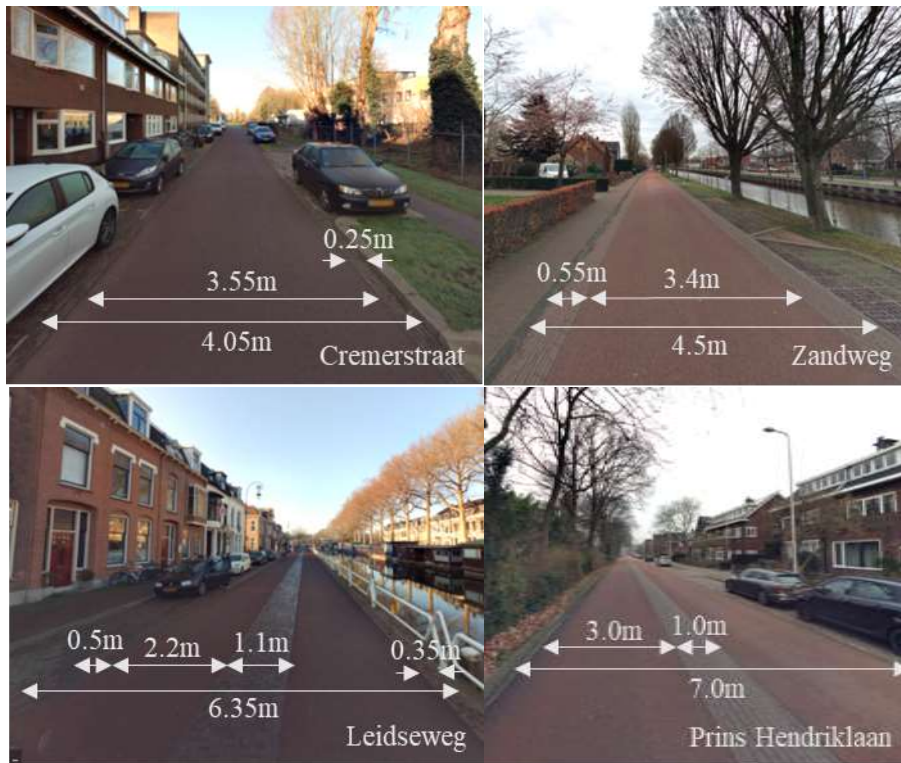 0.25m
3.55m
4.05m
Cremerstraat
0.55m
3.4m
4.5m
Zandweg
0.5m
2.2m
1.1m
0.35m
6.35m
Leidseweg
3.0m
1.0m
7.0m
Prins Hendriklaan